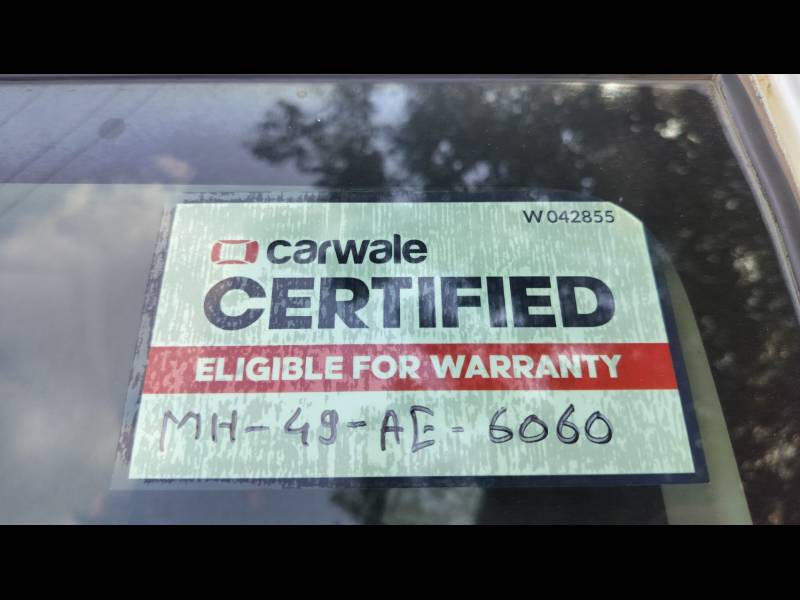 W042855
carwale
CERTIFIED
ELIGIBLE FOR WARRANTY
MH-49-AE-6060